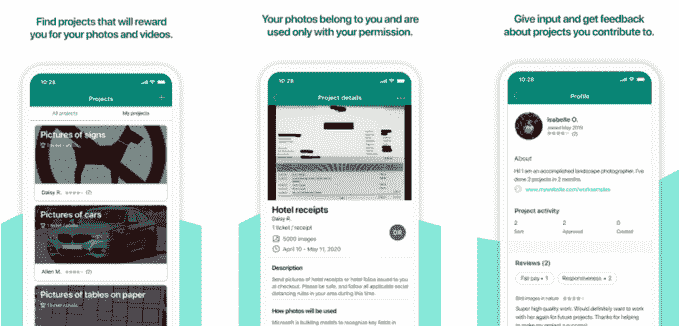 Find projects that will reward
you for your photos and videos.
10:28
Projects
All projects
My projects
Pictures of signs
Daisy R.
(2)
Pictures of cars
Allen M.
(2)
Pictures of tables on paper
Your photos belong to you and are
used only with your permission.
10:28
Project details
Hotel receipts
Daisy R.
1 ticket / receipt
DR
5000 images
April 10 - May 11, 2020
Description
Send pictures of hotel receipts or hotel folios issued to you
at checkout. Please be safe, and follow all applicable social
distancing rules in your area during this time.
How photos will be used
Microsoft is building models to recognize key fields in
Give input and get feedback
about projects you contribute to.
10:28
Profile
Isabelle O.
Joined May 2019
(2)
About
Hi! I am an accomplished landscape photographer. I've
done 2 projects in 2 months.
Project activity
2
2
0
Sent
Approved
Created
Reviews (2)
Fair pay • 1
Responsiveness • 2
Bird images in nature
Super high quality work. Would definitely want to work
with her again for future projects. Thanks for helping